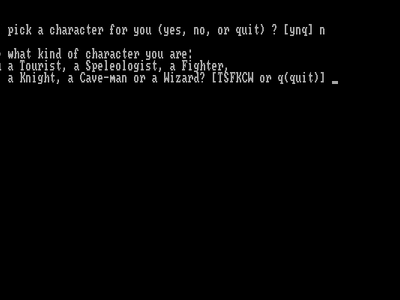 pick a character for you (yes, no, or quit) ? [ynq] n
what kind of character you are:
a Tourist, a Speleologist, a Fighter,
a Knight, a Cave-man or a Wizard? [TSFKCW or q(quit)] _